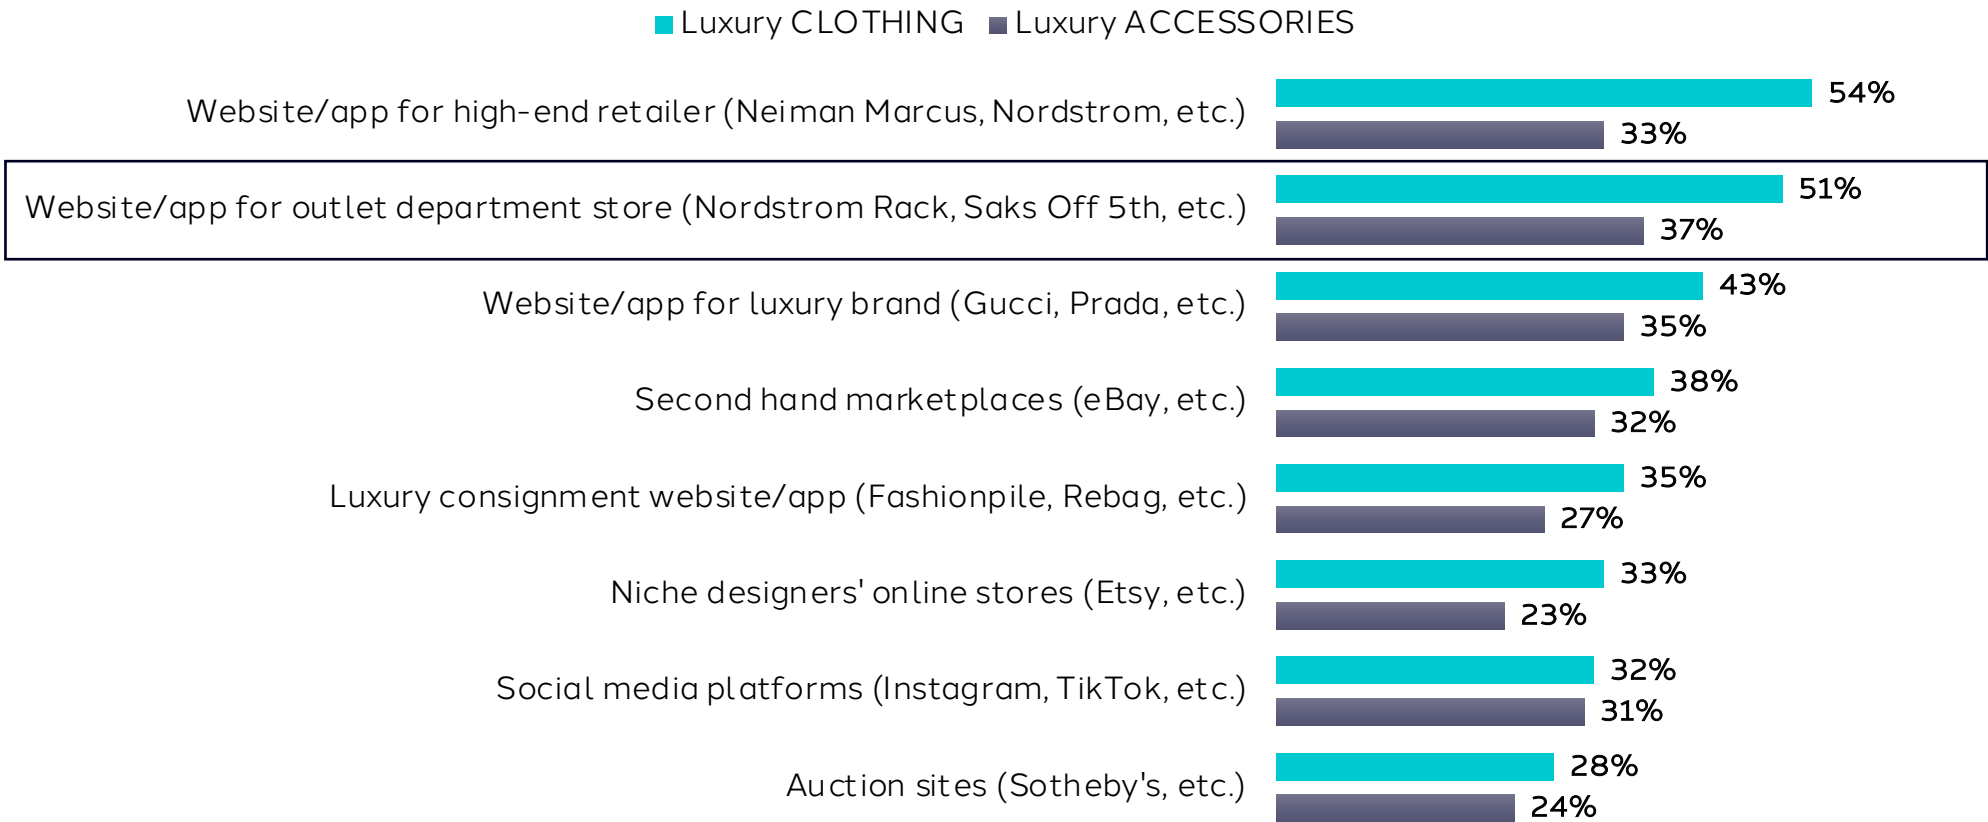 Luxury CLOTHING Luxury ACCESSORIES
Website/app for high-end retailer (Neiman Marcus, Nordstrom, etc.) 54%
33%
Website/app for outlet department store (Nordstrom Rack, Saks Off 5th, etc.) 51%
37%
Website/app for luxury brand (Gucci, Prada, etc.) 43%
35%
Second hand marketplaces (eBay, etc.) 38%
32%
Luxury consignment website/app (Fashionpile, Rebag, etc.) 35%
27%
Niche designers' online stores (Etsy, etc.) 33%
23%
Social media platforms (Instagram, TikTok, etc.) 32%
31%
Auction sites (Sotheby's, etc.) 28%
24%